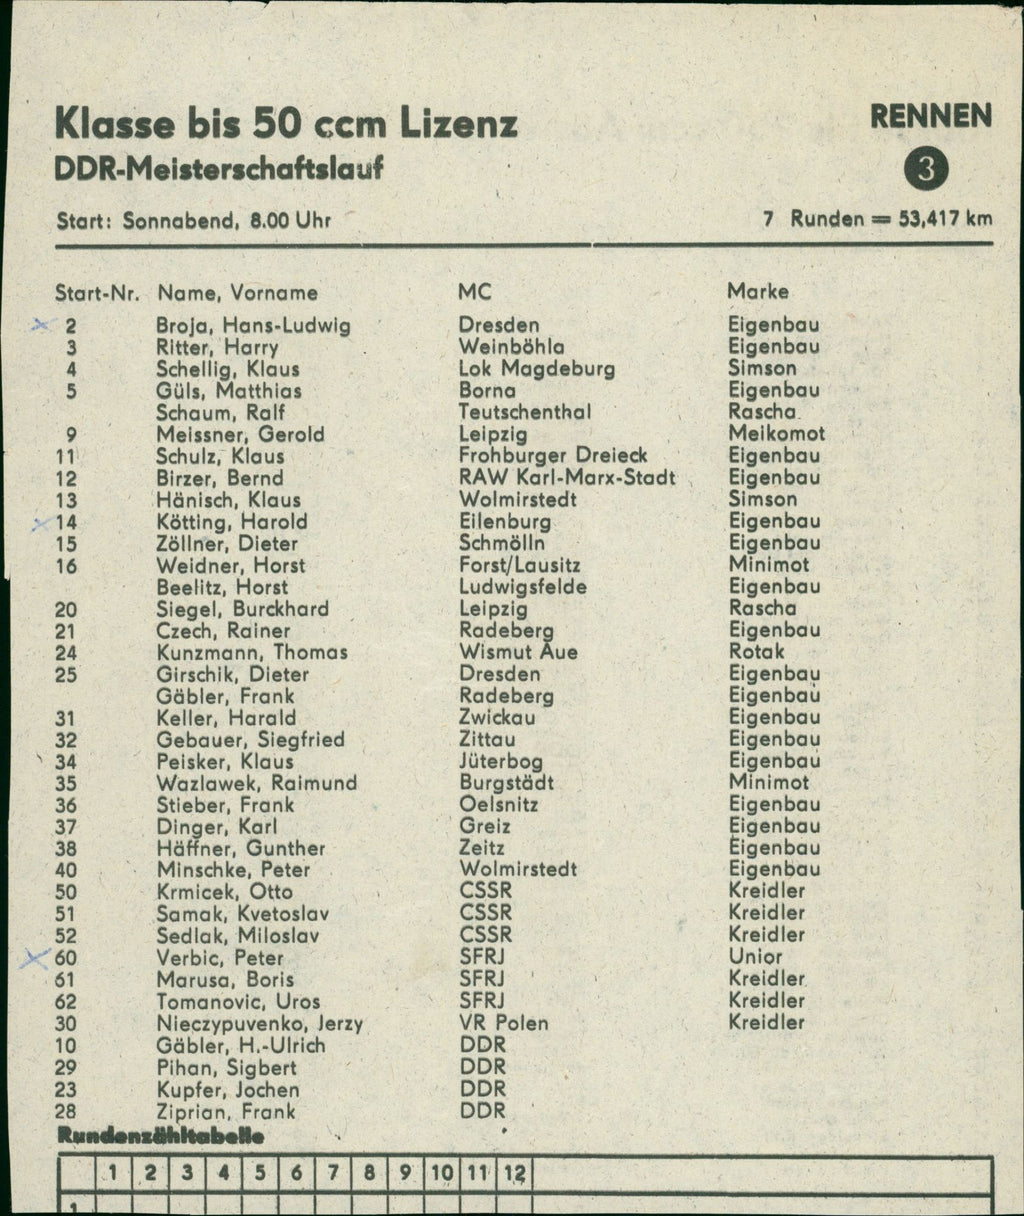 Klasse bis 50 ccm Lizenz
RENNEN
DDR-Meisterschaftslauf
3
Start: Sonnabend, 8.00 Uhr 7 Runden = 53,417 km
Start-Nr. Name, Vorname MC Marke
2 Broja, Hans-Ludwig Dresden Eigenbau
3 Ritter, Harry Weinböhla Eigenbau
4 Schellig, Klaus Lok Magdeburg Simson
5 Güls, Matthias Borna Eigenbau
Schaum, Ralf Teutschenthal Rascha
9 Meissner, Gerold Leipzig Meikomot
11 Schulz, Klaus Frohburger Dreieck Eigenbau
12 Birzer, Bernd RAW Karl-Marx-Stadt Eigenbau
13 Hänisch, Klaus Wolmirstedt Simson
14 Kötting, Harold Eilenburg Eigenbau
15 Zöllner, Dieter Schmölln Eigenbau
16 Weidner, Horst Forst/Lausitz Minimot
Beelitz, Horst Ludwigsfelde Eigenbau
20 Siegel, Burckhard Leipzig Rascha
21 Czech, Rainer Radeberg Eigenbau
24 Kunzmann, Thomas Wismut Aue Rotak
25 Girschik, Dieter Dresden Eigenbau
Gäbler, Frank Radeberg Eigenbau
31 Keller, Harald Zwickau Eigenbau
32 Gebauer, Siegfried Zittau Eigenbau
34 Peisker, Klaus Jüterbog Eigenbau
35 Wazlawek, Raimund Burgstädt Minimot
36 Stieber, Frank Oelsnitz Eigenbau
37 Dinger, Karl Greiz Eigenbau
38 Häffner, Gunther Zeitz Eigenbau
40 Minschke, Peter Wolmirstedt Eigenbau
50 Krmicek, Otto CSSR Kreidler
51 Samak, Kvetoslav CSSR Kreidler
52 Sedlak, Miloslav CSSR Kreidler
60 Verbic, Peter SFRJ Unior
61 Marusa, Boris SFRJ Kreidler
62 Tomanovic, Uros SFRJ Kreidler
30 Nieczypuvenko, Jerzy VR Polen Kreidler
10 Gäbler, H.-Ulrich DDR
29 Pihan, Sigbert DDR
23 Kupfer, Jochen DDR
28 Ziprian, Frank DDR
Rundenzähltabelle
1 2 3 4 5 6 7 8 9 10 11 12
1